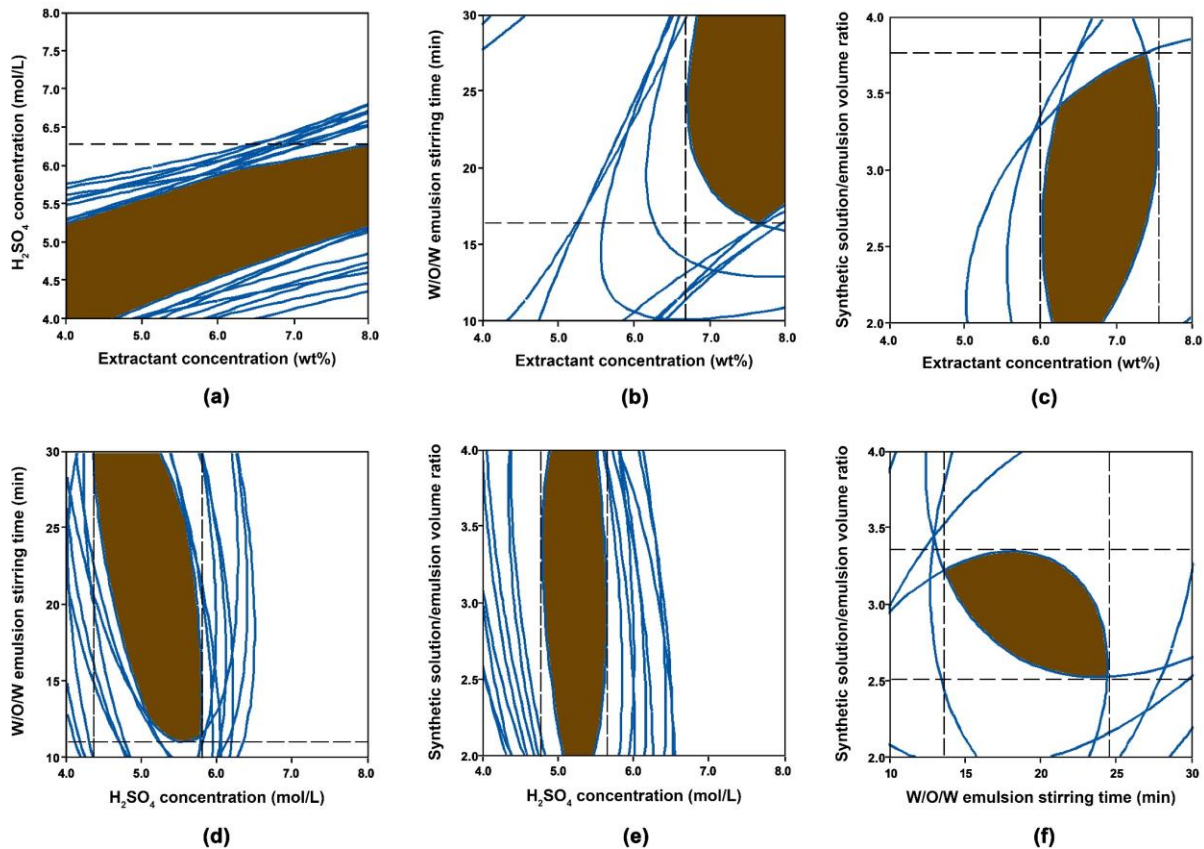 H₂SO₄ concentration (mol/L)
8.0
7.5
7.0
6.5
6.0
5.5
5.0
4.5
4.0
4.0 5.0 6.0 7.0 8.0
Extractant concentration (wt%)
(a)
W/O/W emulsion stirring time (min)
30
25
20
15
10
4.0 5.0 6.0 7.0 8.0
Extractant concentration (wt%)
(b)
Synthetic solution/emulsion volume ratio
4.0
3.5
3.0
2.5
2.0
4.0 5.0 6.0 7.0 8.0
Extractant concentration (wt%)
(c)
W/O/W emulsion stirring time (min)
30
25
20
15
10
4.0 5.0 6.0 7.0 8.0
H₂SO₄ concentration (mol/L)
(d)
Synthetic solution/emulsion volume ratio
4.0
3.5
3.0
2.5
2.0
4.0 5.0 6.0 7.0 8.0
H₂SO₄ concentration (mol/L)
(e)
Synthetic solution/emulsion volume ratio
4.0
3.5
3.0
2.5
2.0
10 15 20 25 30
W/O/W emulsion stirring time (min)
(f)